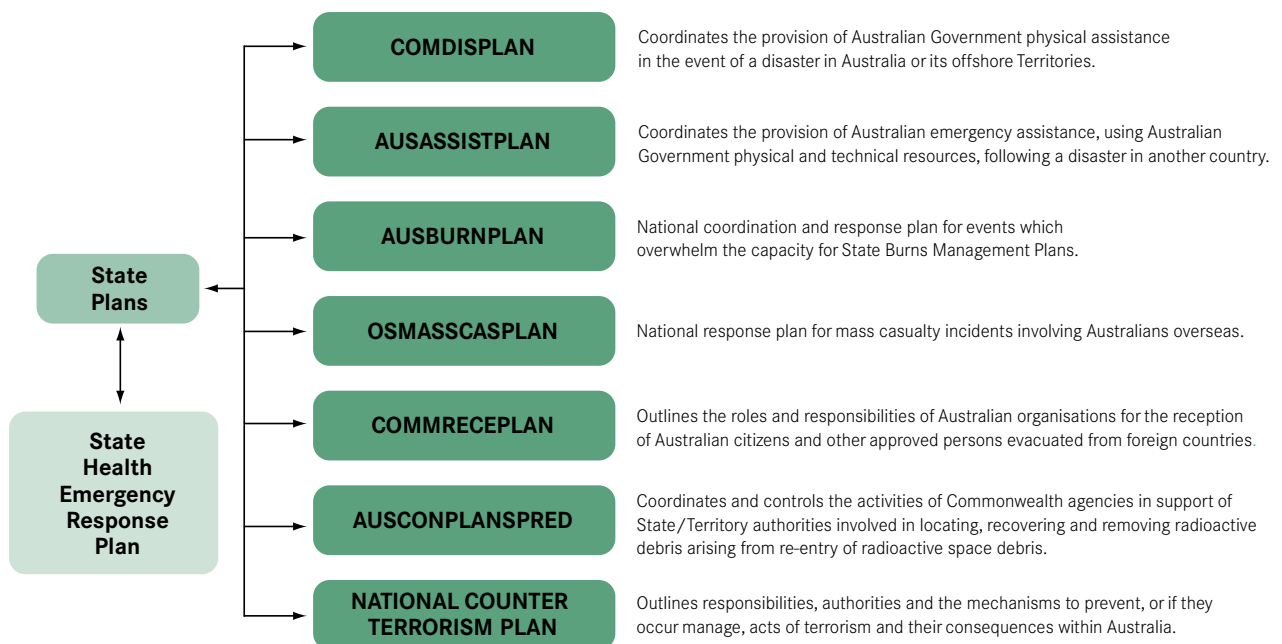 COMDISPLAN
Coordinates the provision of Australian Government physical assistance
in the event of a disaster in Australia or its offshore Territories.
AUSASSISTPLAN
Coordinates the provision of Australian emergency assistance, using Australian
Government physical and technical resources, following a disaster in another country.
AUSBURNPLAN
National coordination and response plan for events which
overwhelm the capacity for State Burns Management Plans.
State
Plans
OSMASSCASPLAN
National response plan for mass casualty incidents involving Australians overseas.
State
Health
Emergency
Response
Plan
COMMRECEPLAN
Outlines the roles and responsibilities of Australian organisations for the reception
of Australian citizens and other approved persons evacuated from foreign countries.
AUSCONPLANSPRED
Coordinates and controls the activities of Commonwealth agencies in support of
State/Territory authorities involved in locating, recovering and removing radioactive
debris arising from re-entry of radioactive space debris.
NATIONAL COUNTER
TERRORISM PLAN
Outlines responsibilities, authorities and the mechanisms to prevent, or if they
occur manage, acts of terrorism and their consequences within Australia.